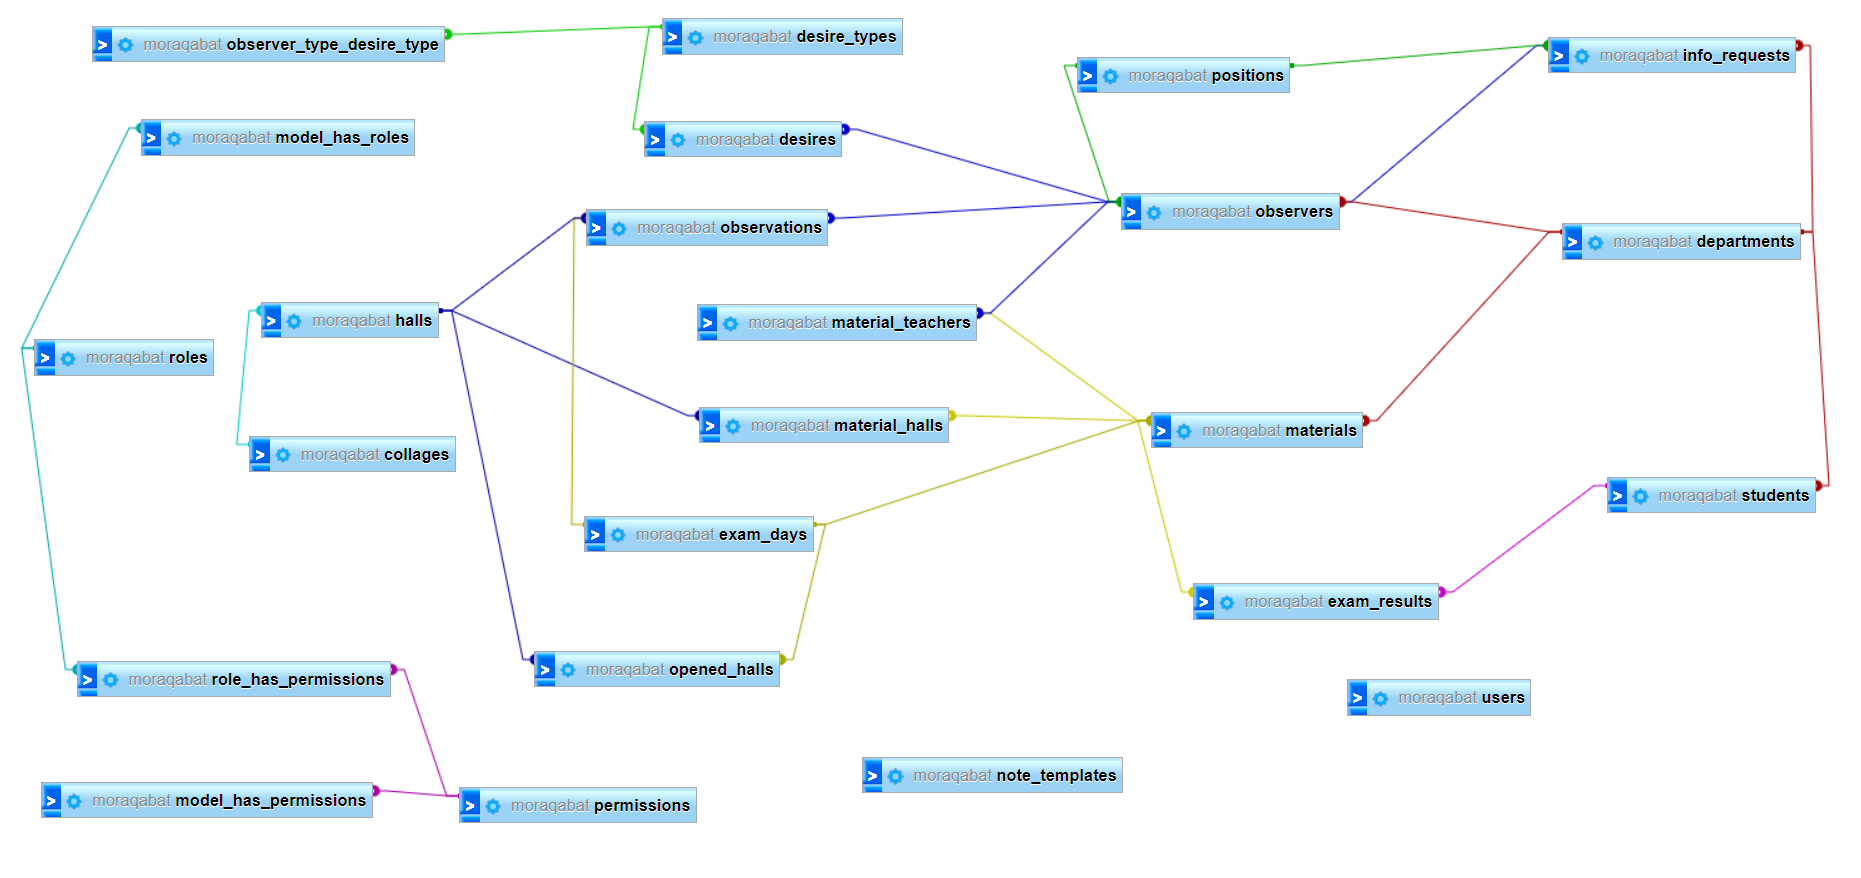 moraqabat observer_type_desire_type
moraqabat desire_types
moraqabat positions
moraqabat info_requests
moraqabat model_has_roles
moraqabat desires
moraqabat observations
moraqabat observers
moraqabat departments
moraqabat halls
moraqabat material_teachers
moraqabat roles
moraqabat material_halls
moraqabat materials
moraqabat collages
moraqabat students
moraqabat exam_days
moraqabat exam_results
moraqabat role_has_permissions
moraqabat opened_halls
moraqabat users
moraqabat note_templates
moraqabat model_has_permissions
moraqabat permissions